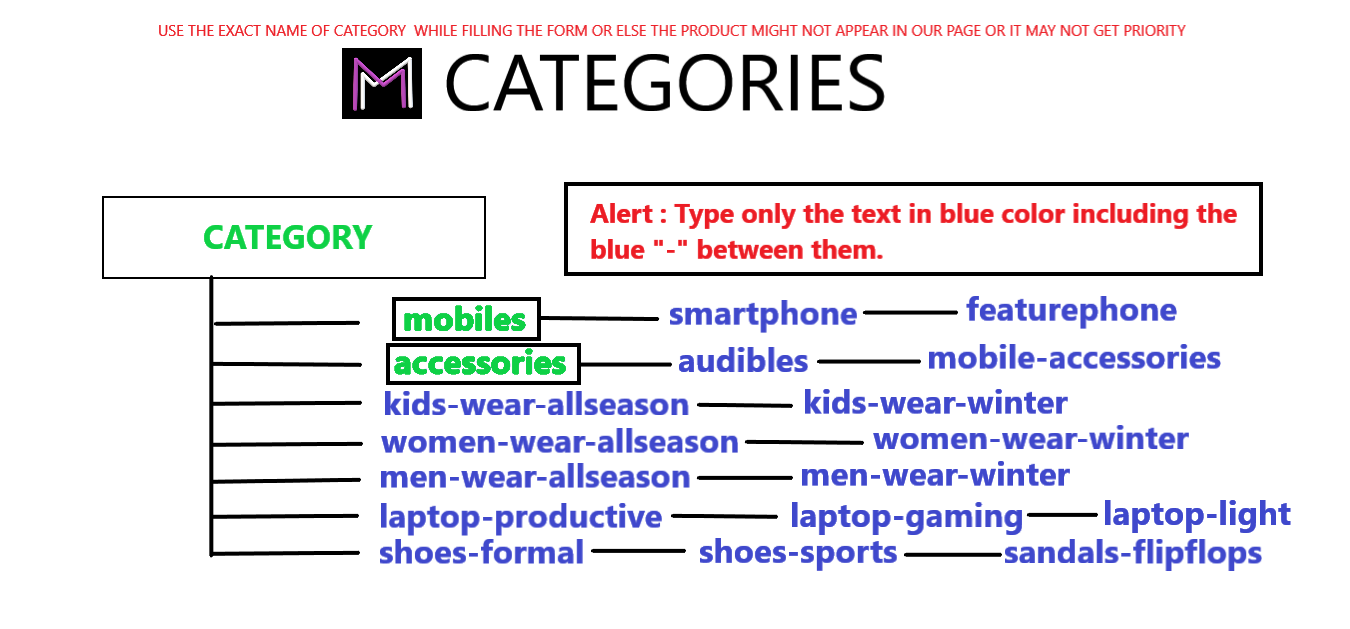 USE THE EXACT NAME OF CATEGORY WHILE FILLING THE FORM OR ELSE THE PRODUCT MIGHT NOT APPEAR IN OUR PAGE OR IT MAY NOT GET PRIORITY
CATEGORIES
CATEGORY
Alert : Type only the text in blue color including the
blue "-" between them.
mobiles smartphone featurephone
accessories audibles mobile-accessories
kids-wear-allseason kids-wear-winter
women-wear-allseason women-wear-winter
men-wear-allseason men-wear-winter
laptop-productive laptop-gaming laptop-light
shoes-formal shoes-sports sandals-flipflops